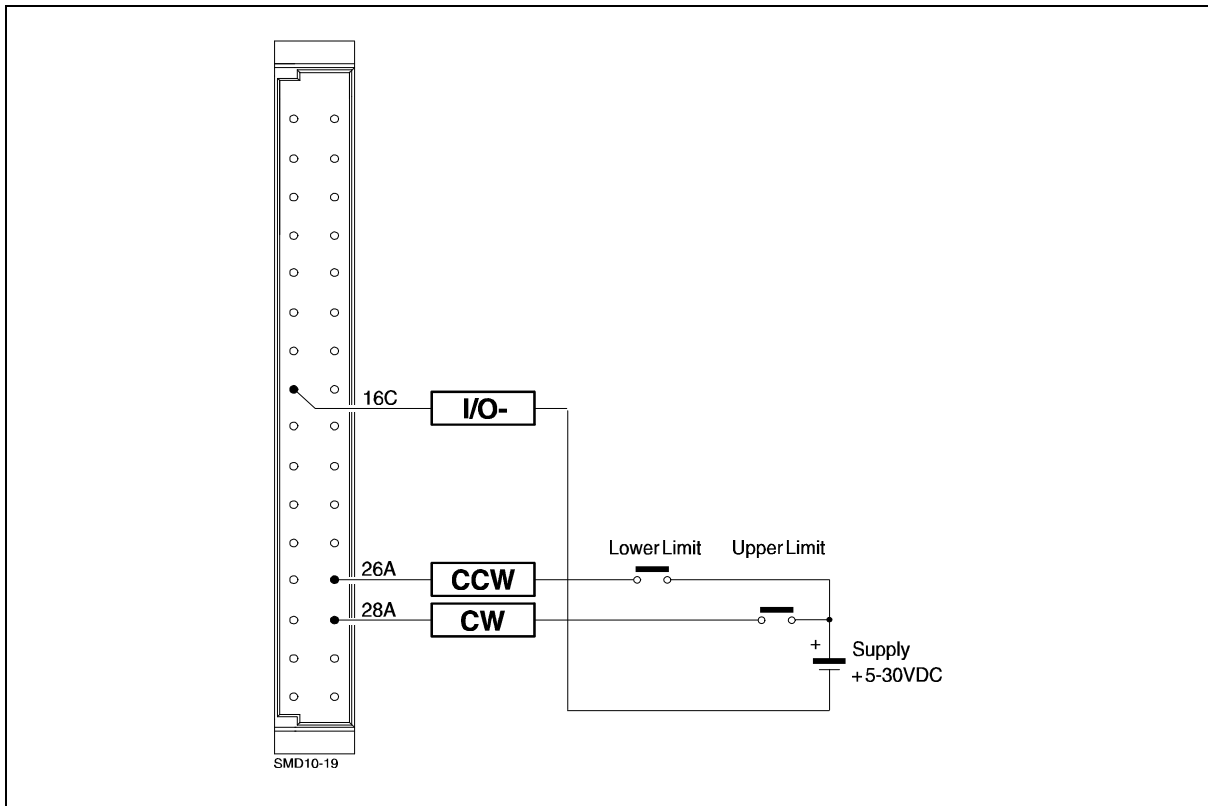 16C
I/O-
Lower Limit
Upper Limit
26A
CCW
28A
CW
+
Supply
+5-30VDC
SMD10-19